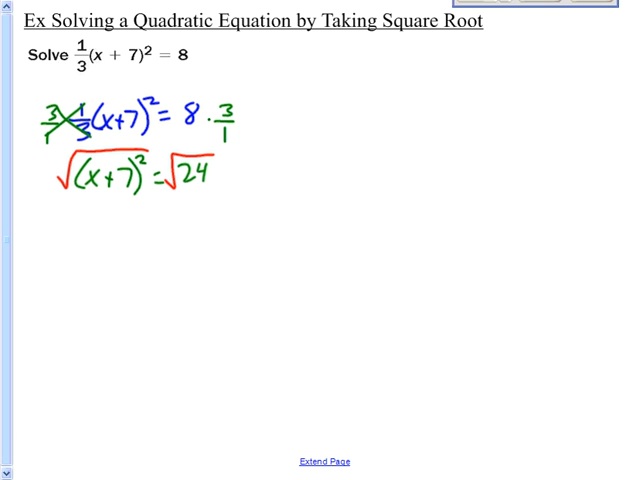 Ex Solving a Quadratic Equation by Taking Square Root
Solve 1/3(x + 7)² = 8
3/1 · 1/3(x+7)² = 8 · 3/1
√(x+7)² = √24
Extend Page